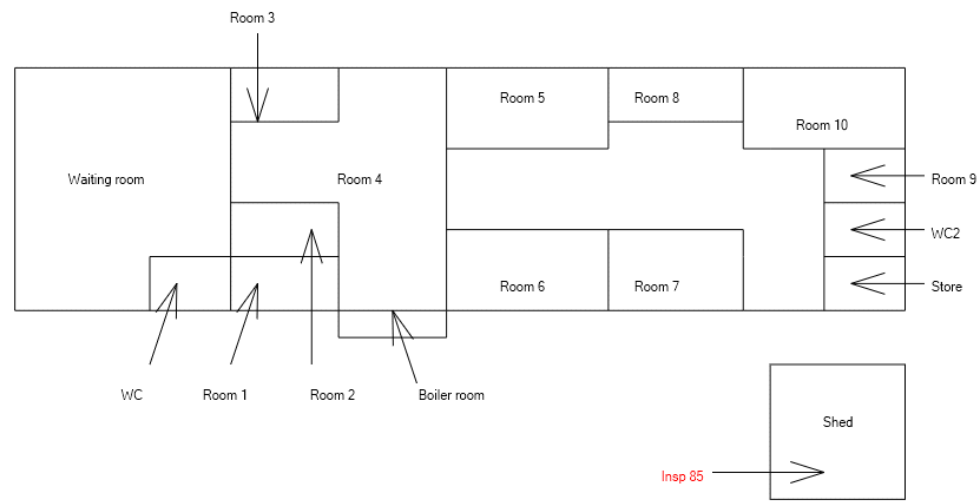 Room 3
Room 5
Room 8
Room 10
Waiting room
Room 4
Room 9
WC2
Room 6
Room 7
Store
WC
Room 1
Room 2
Boiler room
Shed
Insp 85